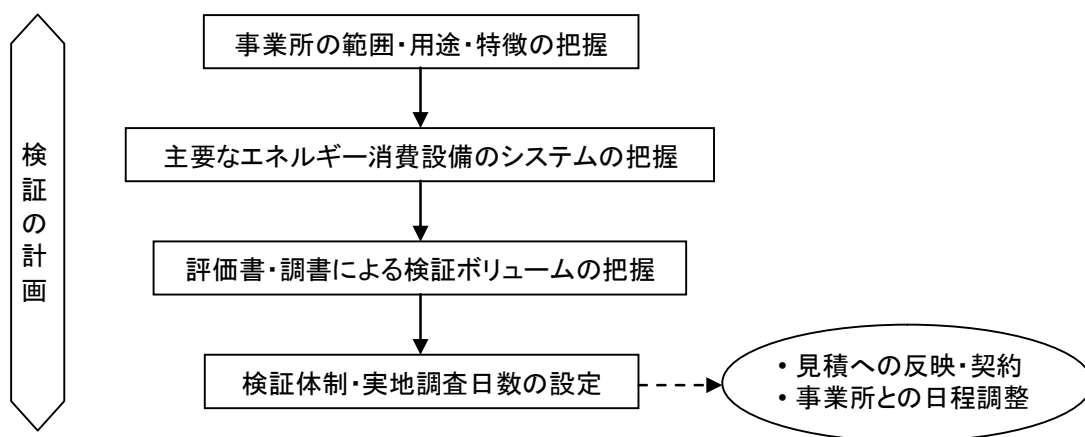 検証の計画
事業所の範囲・用途・特徴の把握
主要なエネルギー消費設備のシステムの把握
評価書・調書による検証ボリュームの把握
検証体制・実地調査日数の設定
・見積への反映・契約
・事業所との日程調整